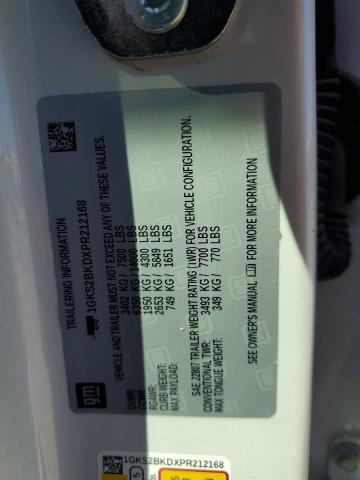 gm
TRAILERING INFORMATION
1GKS2BKDXPR212168
VEHICLE AND TRAILER MUST NOT EXCEED ANY OF THESE VALUES.
GVWR: 3402 KG / 7500 LBS
GCWR: 6350 KG / 14000 LBS
RGAWR: 1950 KG / 4300 LBS
CURB WEIGHT: 2653 KG / 5849 LBS
MAX PAYLOAD: 749 KG / 1651 LBS
SAE J2807 TRAILER WEIGHT RATING (TWR) FOR VEHICLE CONFIGURATION.
CONVENTIONAL TWR: 3493 KG / 7700 LBS
MAX TONGUE WEIGHT: 349 KG / 770 LBS
SEE OWNER'S MANUAL FOR MORE INFORMATION
1GKS2BKDXPR212168
5